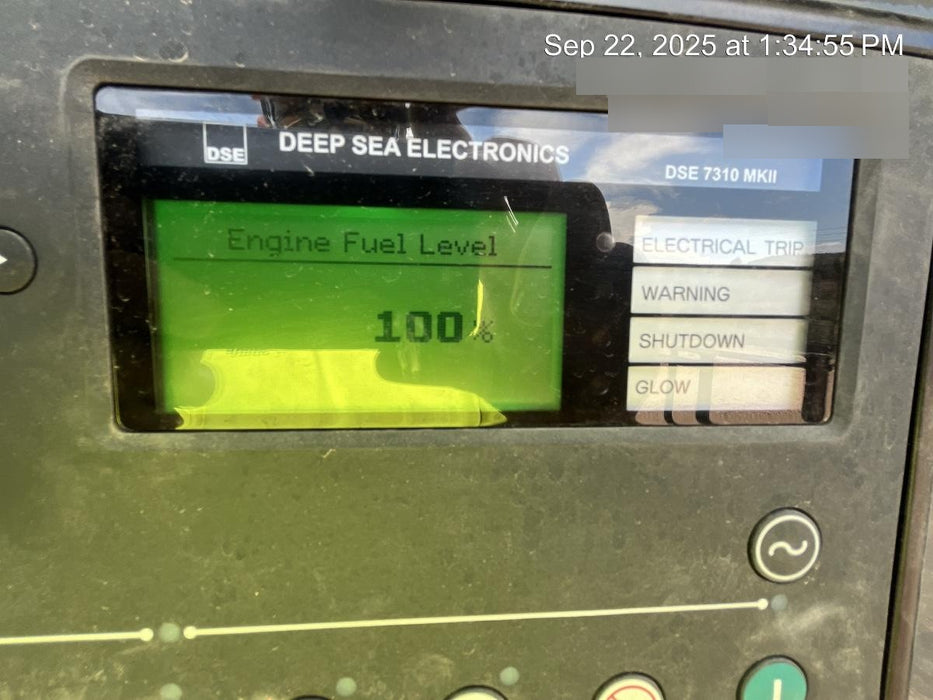 Sep 22, 2025 at 1:34:55 PM
DSE
DEEP SEA ELECTRONICS
DSE 7310 MKII
Engine Fuel Level
100%
ELECTRICAL TRIP
WARNING
SHUTDOWN
GLOW